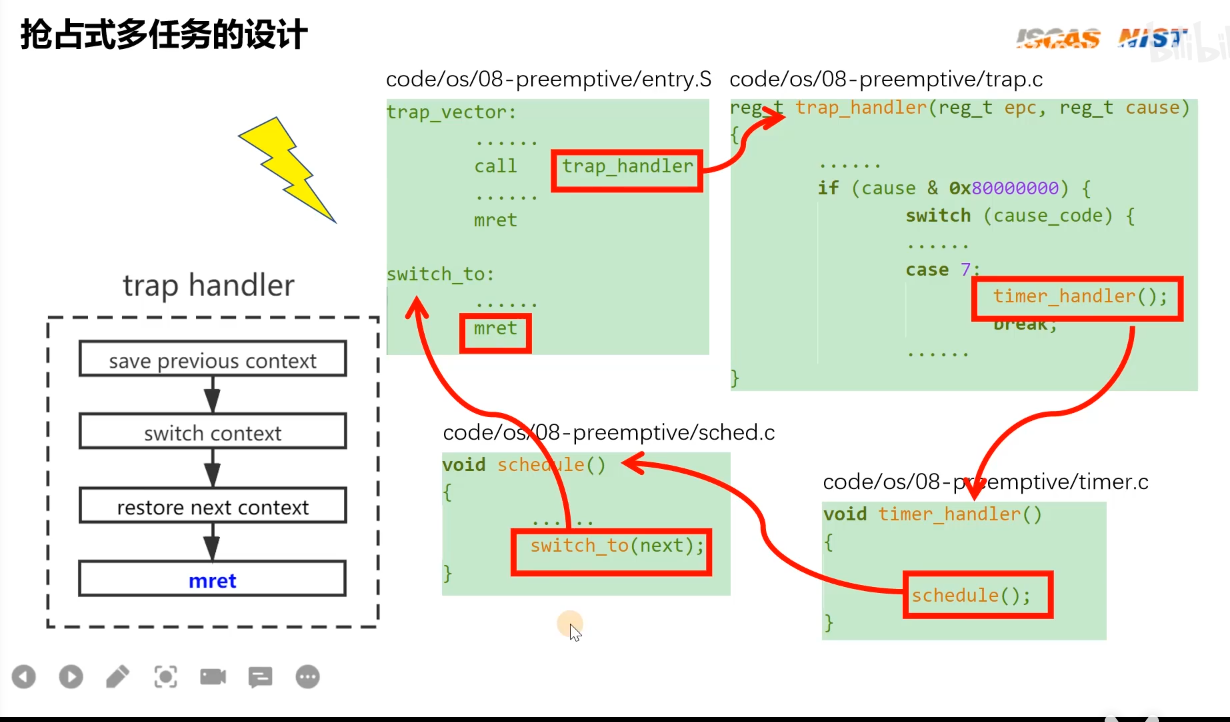 抢占式多任务的设计
ISCAS MIST
bilibili
code/os/08-preemptive/entry.S
trap_vector:
......
call trap_handler
......
mret
switch_to:
......
mret
code/os/08-preemptive/trap.c
reg_t trap_handler(reg_t epc, reg_t cause)
{
......
if (cause & 0x80000000) {
switch (cause_code) {
......
case 7:
timer_handler();
break;
......
}
trap handler
save previous context
switch context
restore next context
mret
code/os/08-preemptive/sched.c
void schedule()
{
......
switch_to(next);
}
code/os/08-preemptive/timer.c
void timer_handler()
{
schedule();
}